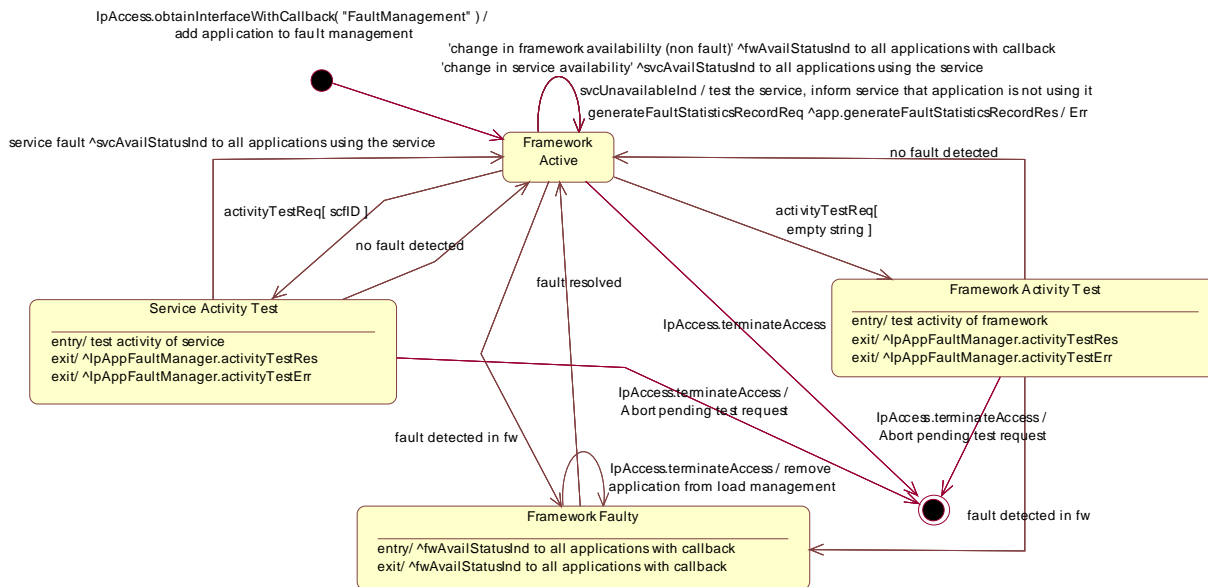 IpAccess.obtainInterfaceWithCallback( "FaultManagement" ) /
add application to fault management
'change in framework availabililty (non fault)' ^fwAvailStatusInd to all applications with callback
'change in service availability' ^svcAvailStatusInd to all applications using the service
svcUnavailableInd / test the service, inform service that application is not using it
generateFaultStatisticsRecordReq ^app.generateFaultStatisticsRecordRes / Err
service fault ^svcAvailStatusInd to all applications using the service
Framework
Active
no fault detected
activityTestReq[ scfID ]
activityTestReq[
empty string ]
no fault detected
fault resolved
Service Activity Test
entry/ test activity of service
exit/ ^IpAppFaultManager.activityTestRes
exit/ ^IpAppFaultManager.activityTestErr
Framework Activity Test
entry/ test activity of framework
exit/ ^IpAppFaultManager.activityTestRes
exit/ ^IpAppFaultManager.activityTestErr
IpAccess.terminateAccess
IpAccess.terminateAccess /
Abort pending test request
IpAccess.terminateAccess /
Abort pending test request
fault detected in fw
IpAccess.terminateAccess / remove
application from load management
fault detected in fw
Framework Faulty
entry/ ^fwAvailStatusInd to all applications with callback
exit/ ^fwAvailStatusInd to all applications with callback